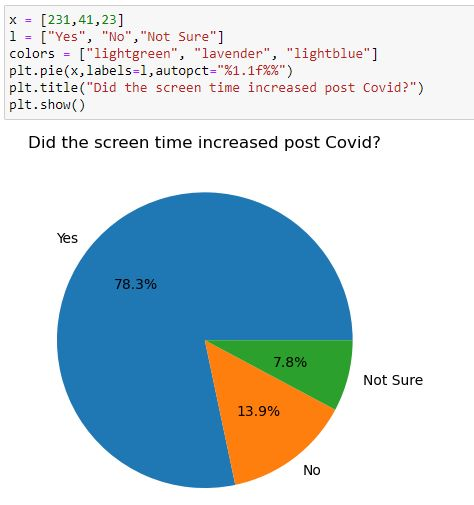 x = [231,41,23]
l = ["Yes", "No","Not Sure"]
colors = ["lightgreen", "lavender", "lightblue"]
plt.pie(x,labels=l,autopct="%1.1f%%")
plt.title("Did the screen time increased post Covid?")
plt.show()
Did the screen time increased post Covid?
Yes
78.3%
7.8%
Not Sure
13.9%
No